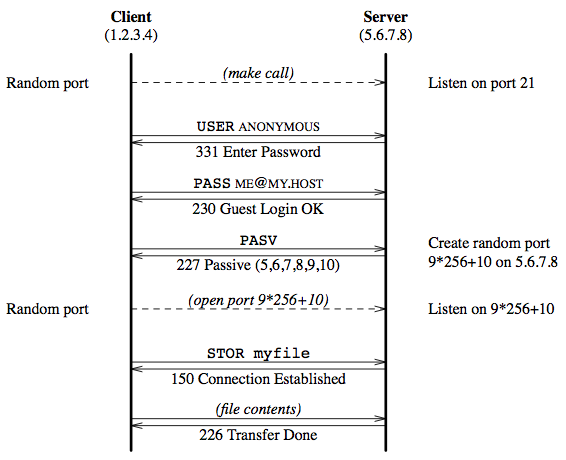 Client Server
(1.2.3.4) (5.6.7.8)
(make call)
Random port Listen on port 21
USER ANONYMOUS
331 Enter Password
PASS ME@MY.HOST
230 Guest Login OK
PASV Create random port
227 Passive (5,6,7,8,9,10) 9*256+10 on 5.6.7.8
(open port 9*256+10)
Random port Listen on 9*256+10
STOR myfile
150 Connection Established
(file contents)
226 Transfer Done